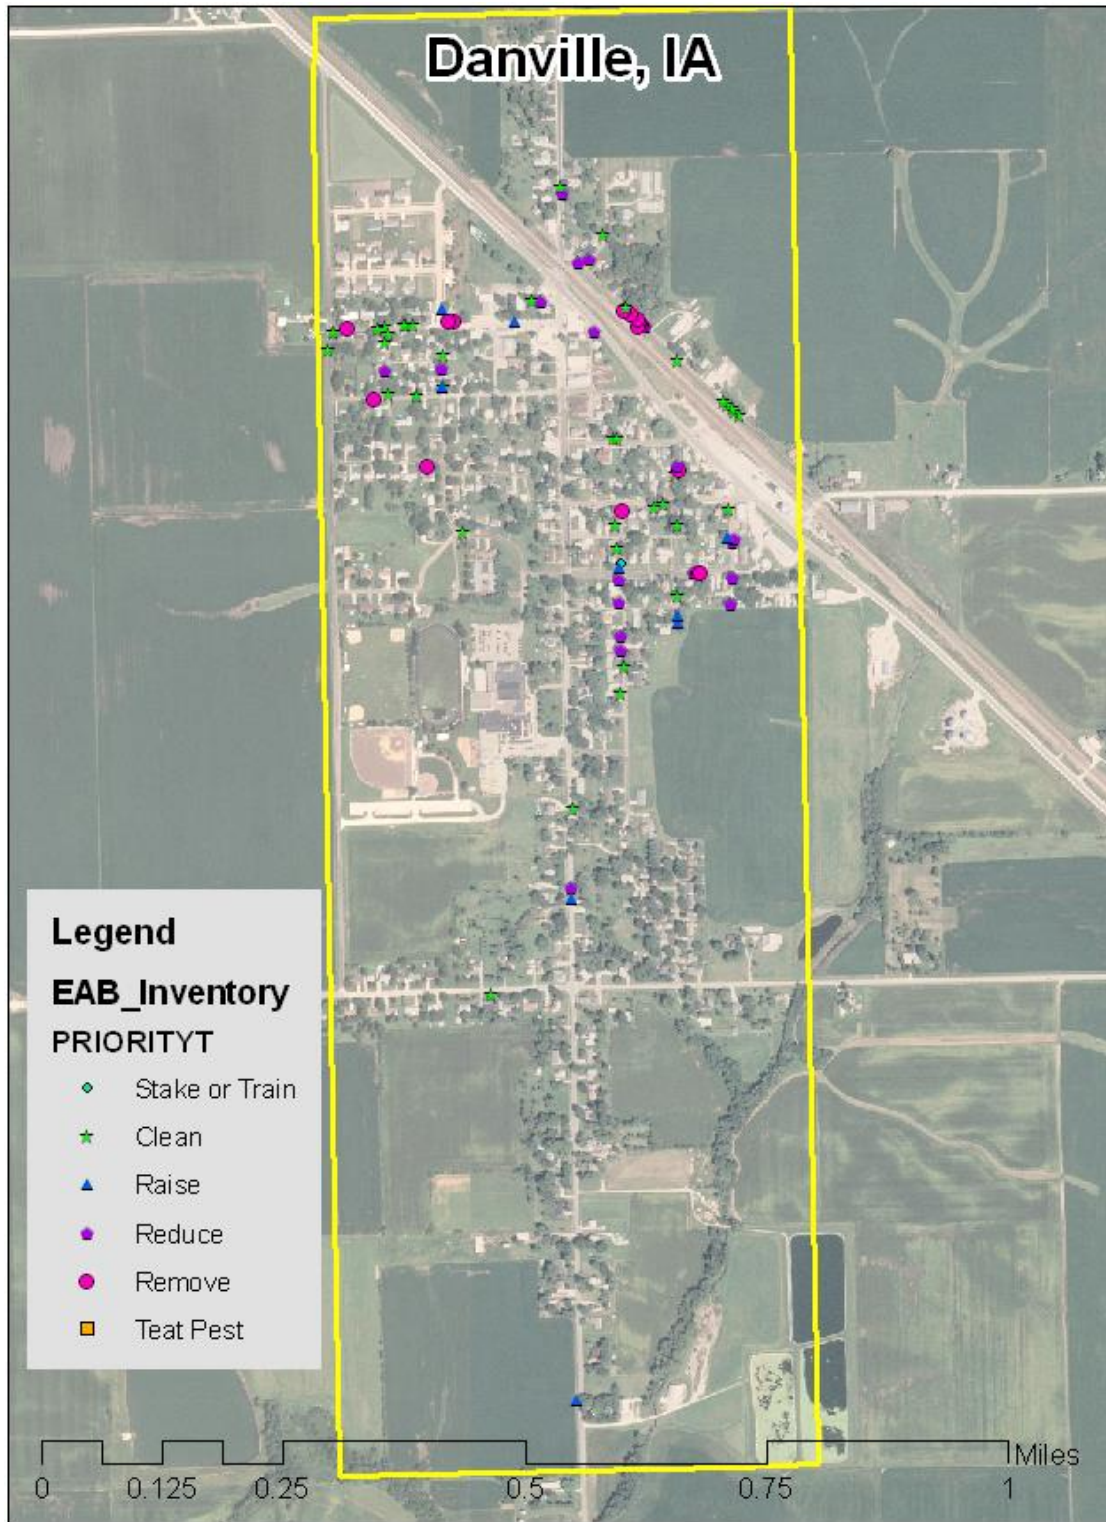 Danville, IA
Legend
EAB_Inventory
PRIORITYT
Stake or Train
Clean
Raise
Reduce
Remove
Teat Pest
Miles
0 0.125 0.25 0.5 0.75 1